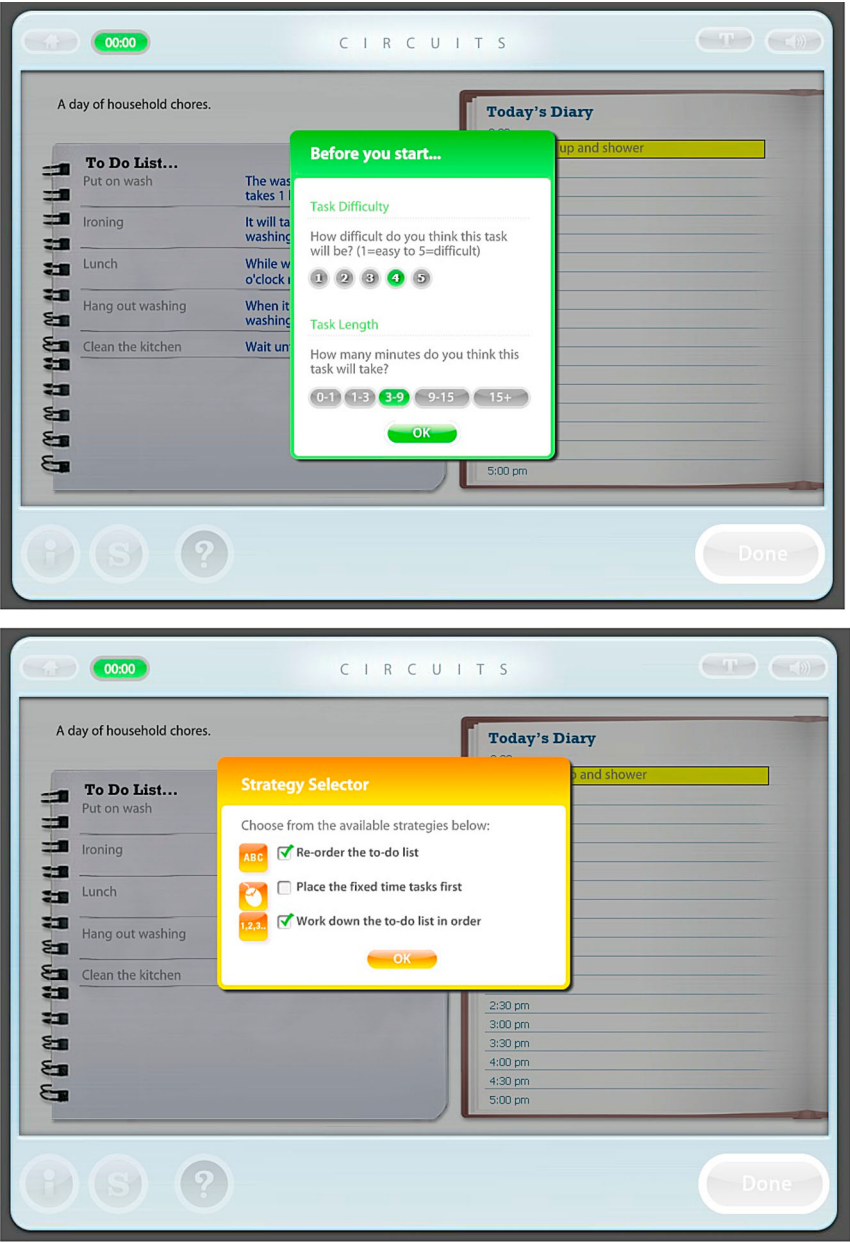 00:00
CIRCUITS
T
A day of household chores.
To Do List...
Put on wash
The was
takes 1
Ironing
It will ta
washing
Lunch
While w
o'clock
Hang out washing
When it
washing
Clean the kitchen
Wait un
Today's Diary
up and shower
5:00 pm
Before you start...
Task Difficulty
How difficult do you think this task
will be? (1=easy to 5=difficult)
1 2 3 4 5
Task Length
How many minutes do you think this
task will take?
0-1 1-3 3-9 9-15 15+
OK
i S ?
Done
00:00
CIRCUITS
T
A day of household chores.
To Do List...
Put on wash
Ironing
Lunch
Hang out washing
Clean the kitchen
Today's Diary
and shower
2:30 pm
3:00 pm
3:30 pm
4:00 pm
4:30 pm
5:00 pm
Strategy Selector
Choose from the available strategies below:
ABC Re-order the to-do list
Place the fixed time tasks first
1,2,3.. Work down the to-do list in order
OK
i S ?
Done